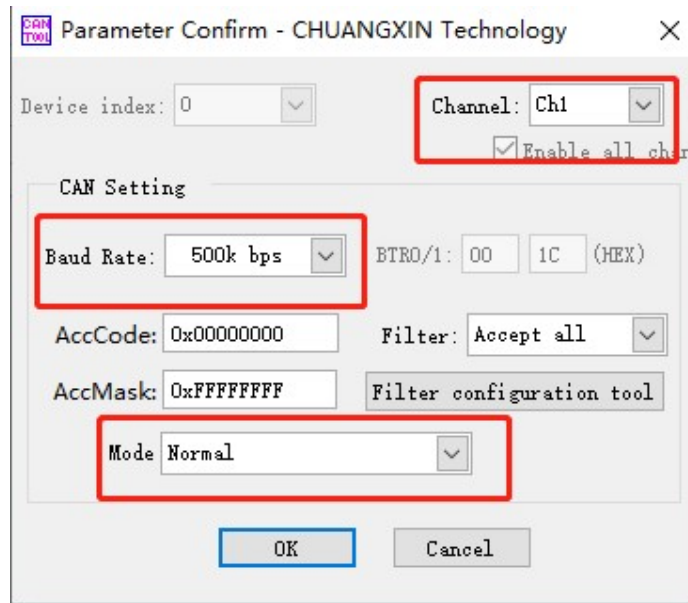 CAN TOOL Parameter Confirm - CHUANGXIN Technology
Device index: 0 Channel: Ch1
Enable all
CAN Setting
Baud Rate: 500k bps BTR0/1: 00 1C (HEX)
AccCode: 0x00000000 Filter: Accept all
AccMask: 0xFFFFFFFF Filter configuration tool
Mode Normal
OK Cancel